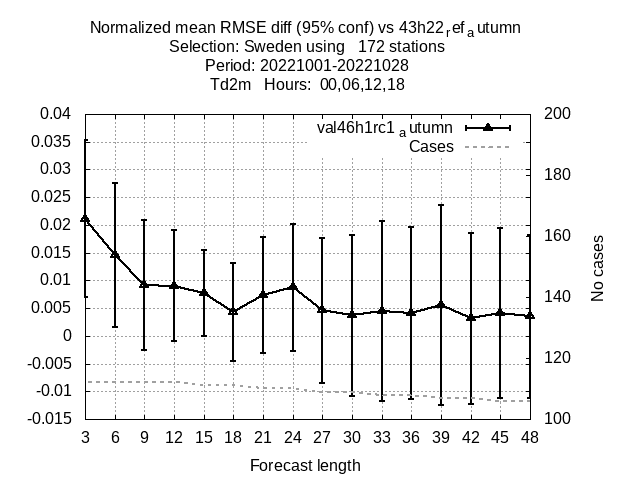 Normalized mean RMSE diff (95% conf) vs 43h22refautumn
Selection: Sweden using 172 stations
Period: 20221001-20221028
Td2m Hours: 00,06,12,18
val46h1rc1autumn
Cases
0.04
0.035
0.03
0.025
0.02
0.015
0.01
0.005
0
-0.005
-0.01
-0.015
200
180
160
140
120
100
No cases
3 6 9 12 15 18 21 24 27 30 33 36 39 42 45 48
Forecast length